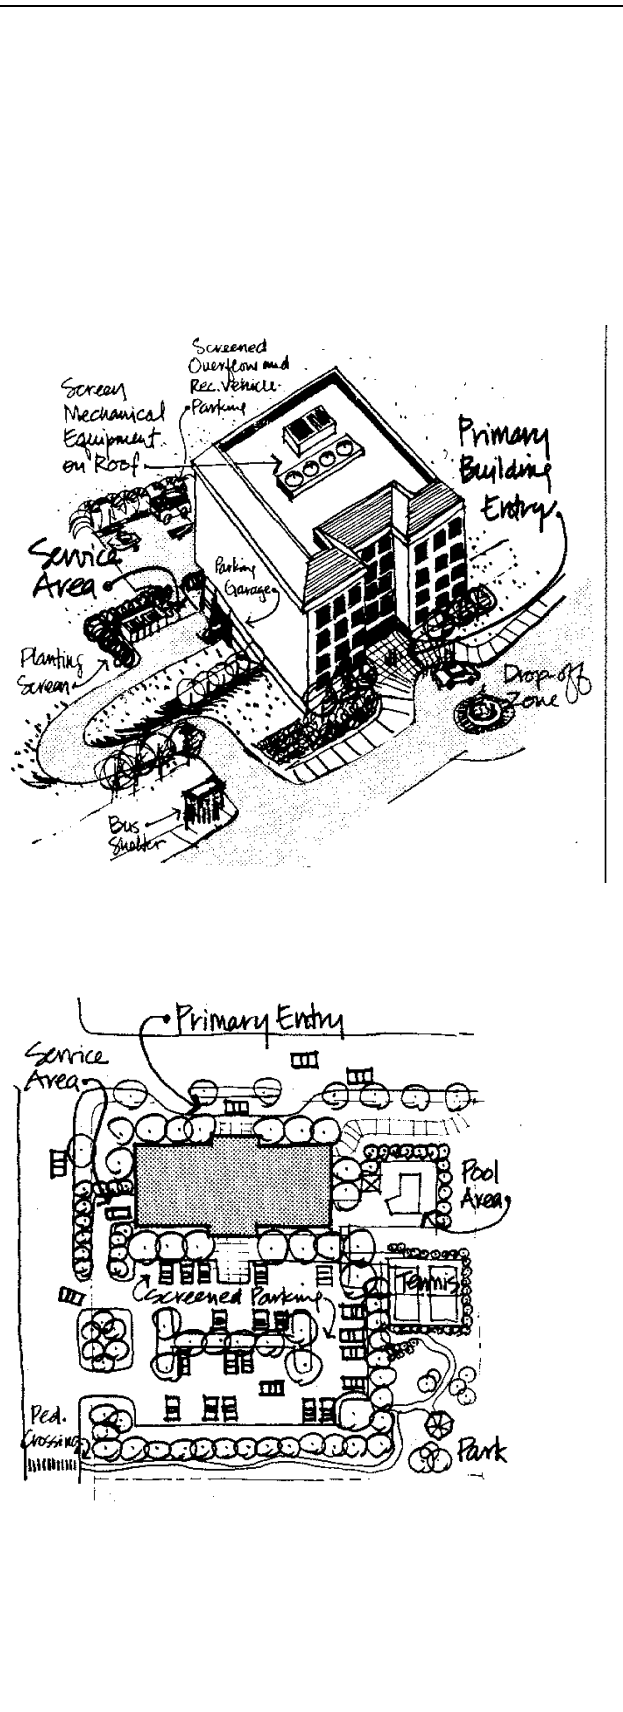 Screened
Overflow and
Rec. Vehicle
Parking
Screen
Mechanical
Equipment
on Roof
Primary
Building
Entry
Service
Area
Parking
Garage
Planting
Screen
Drop-off
Zone
Bus
Shelter
Primary Entry
Service
Area
Pool
Area
Tennis
Screened Parking
Ped.
Crossing
Park